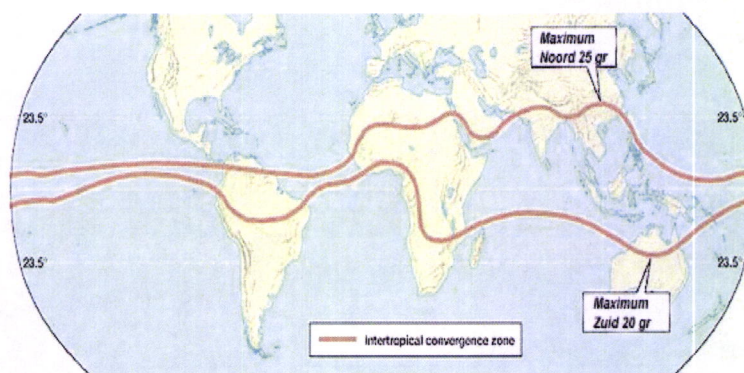 Maximum
Noord 25 gr
23.5°
23.5°
23.5°
23.5°
Maximum
Zuid 20 gr
Intertropical convergence zone